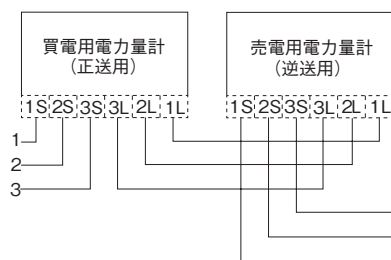 買電用電力量計
（正送用）
売電用電力量計
（逆送用）
1S 2S 3S 3L 2L 1L
1S 2S 3S 3L 2L 1L
1
2
3